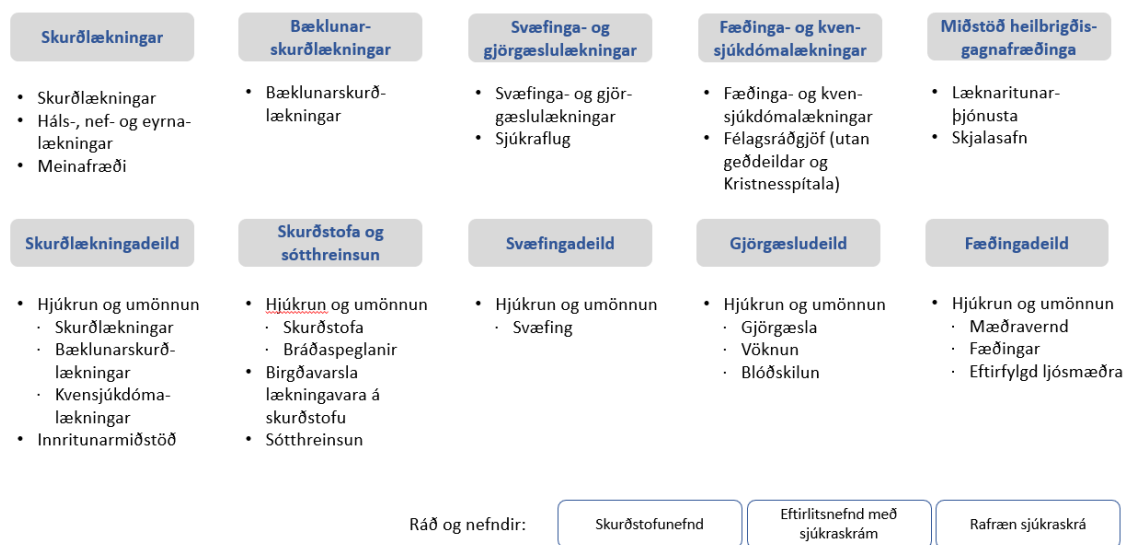 Skurðlækningar
Bæklunar-
skurðlækningar
Svæfinga- og
gjörgæslulækningar
Fæðinga- og kven-
sjúkdómalækningar
Miðstöð heilbrigðis-
gagnafræðinga
• Skurðlækningar
• Háls-, nef- og eyrna-
lækningar
• Meinafræði
• Bæklunarskurð-
lækningar
• Svæfinga- og gjör-
gæslulækningar
• Sjúkraflug
• Fæðinga- og kven-
sjúkdómalækningar
• Félagsráðgjöf (utan
geðdeildar og
Kristnesspítala)
• Læknaritunar-
þjónusta
• Skjalasafn
Skurðlækningadeild
Skurðstofa og
sótthreinsun
Svæfingadeild
Gjörgæsludeild
Fæðingadeild
• Hjúkrun og umönnun
· Skurðlækningar
· Bæklunarskurð-
lækningar
· Kvensjúkdóma-
lækningar
• Innritunarmiðstöð
• Hjúkrun og umönnun
· Skurðstofa
· Bráðaspeglanir
• Birgðavarsla
lækningavara á
skurðstofu
• Sótthreinsun
• Hjúkrun og umönnun
· Svæfing
• Hjúkrun og umönnun
· Gjörgæsla
· Vöknun
· Blóðskilun
• Hjúkrun og umönnun
· Mæðravernd
· Fæðingar
· Eftirfylgd ljósmæðra
Ráð og nefndir:
Skurðstofunefnd
Eftirlitsnefnd með
sjúkraskrám
Rafræn sjúkraskrá